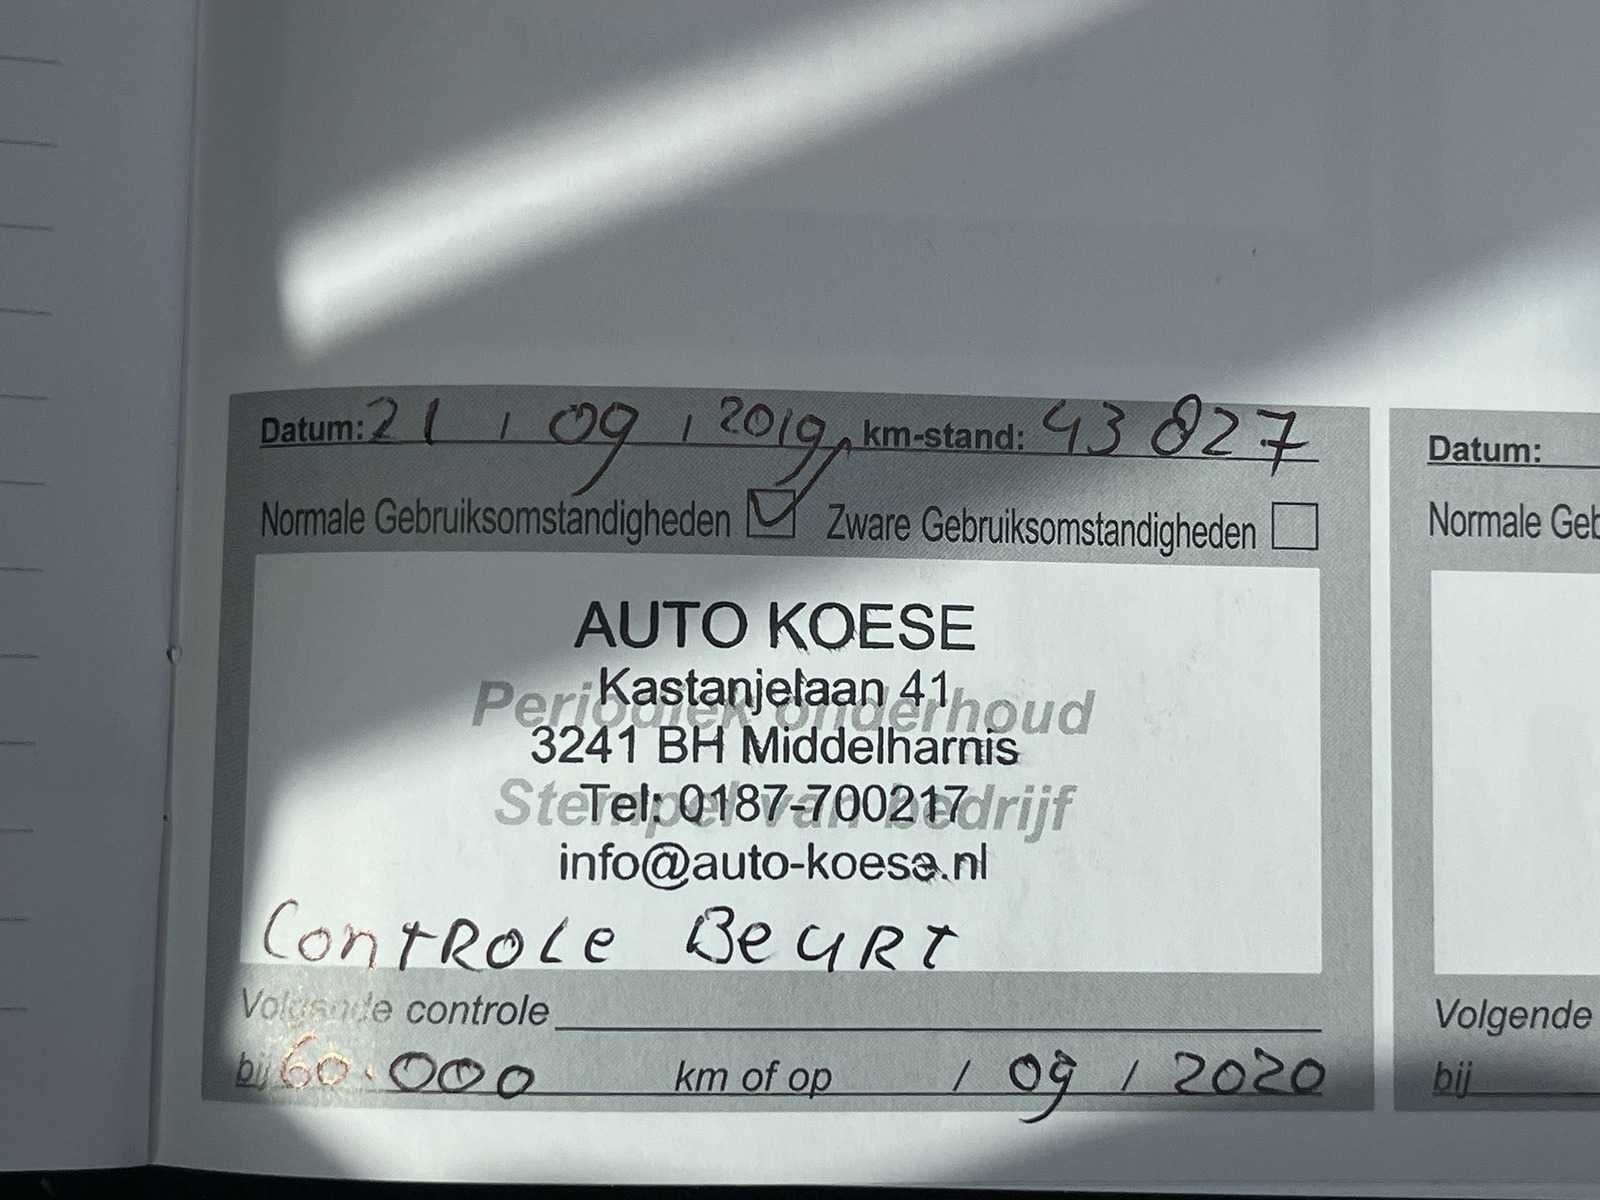 Datum: 21 / 09 / 2019 km-stand: 43 827
Normale Gebruiksomstandigheden Zware Gebruiksomstandigheden
AUTO KOESE
Kastanjelaan 41
Periodiek onderhoud
3241 BH Middelharnis
Tel: 0187-700217
Stempel van bedrijf
info@auto-koese.nl
CONTROLE BEURT
Volgende controle
bij 60.000 km of op / 09 / 2020
Datum:
Normale Geb
Volgende
bij